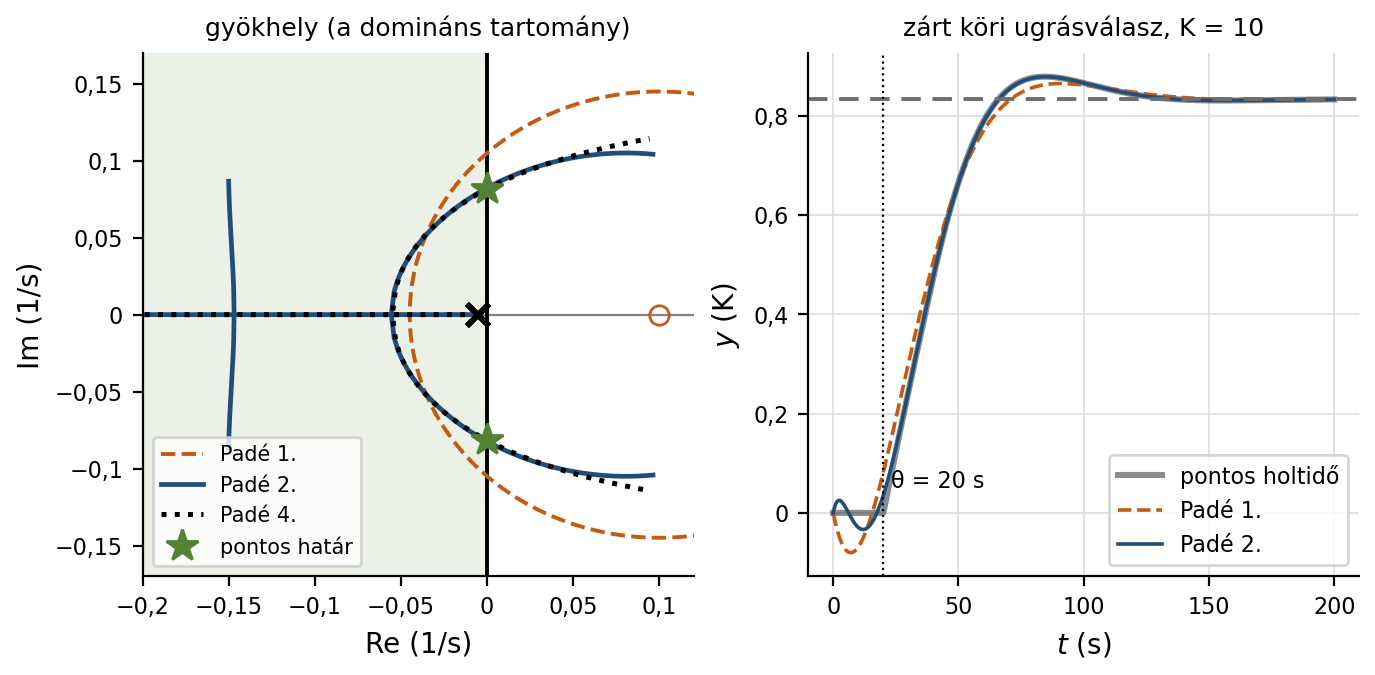 gyökhely (a domináns tartomány)
0,15
0,1
0,05
0
−0,05
−0,1
−0,15
Im (1/s)
Padé 1.
Padé 2.
Padé 4.
pontos határ
−0,2
−0,15
−0,1
−0,05
0
0,05
0,1
Re (1/s)
zárt köri ugrásválasz, K = 10
0,8
0,6
0,4
0,2
0
y (K)
θ = 20 s
pontos holtidő
Padé 1.
Padé 2.
0
50
100
150
200
t (s)